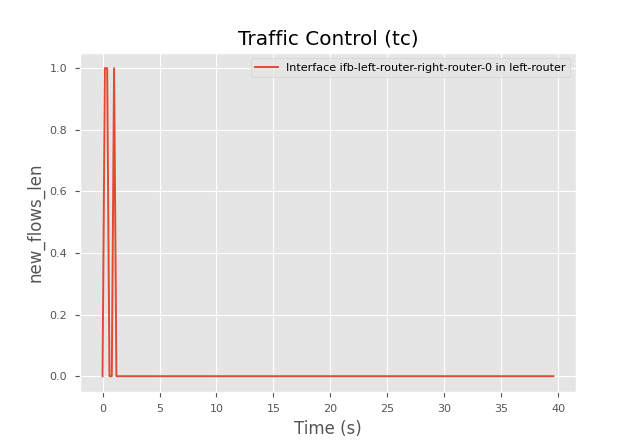 Traffic Control (tc)
Interface ifb-left-router-right-router-0 in left-router
new_flows_len
1.0
0.8
0.6
0.4
0.2
0.0
0 5 10 15 20 25 30 35 40
Time (s)